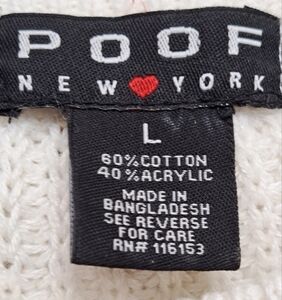 POOF
NEW❤YORK
L
60%COTTON
40%ACRYLIC
MADE IN
BANGLADESH
SEE REVERSE
FOR CARE
RN# 116153